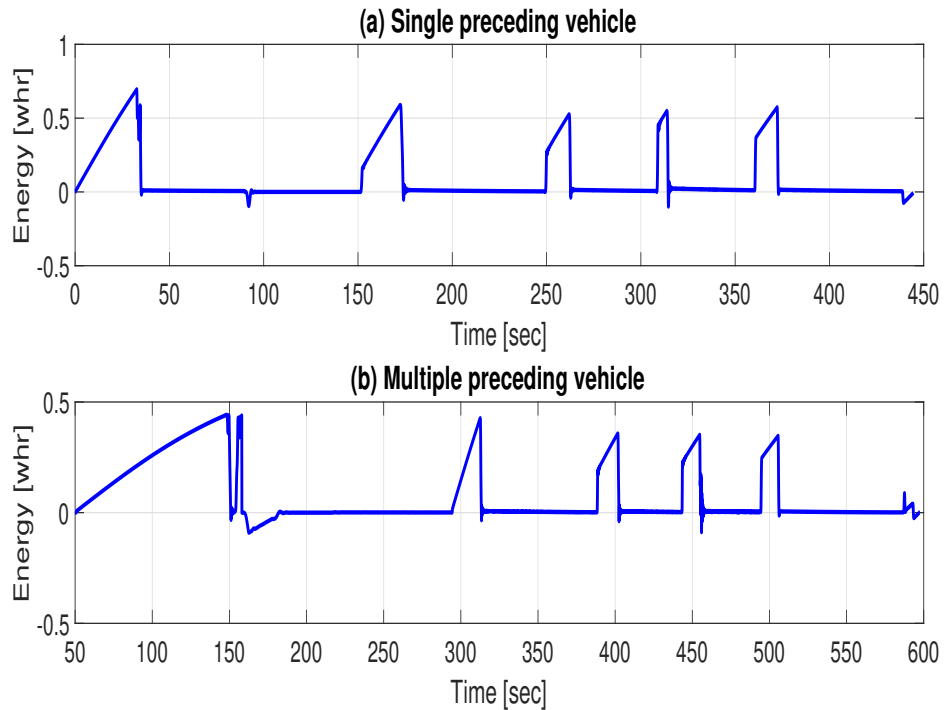 (a) Single preceding vehicle
Energy [whr]
1
0.5
0
-0.5
0 50 100 150 200 250 300 350 400 450
Time [sec]
(b) Multiple preceding vehicle
Energy [whr]
0.5
0
-0.5
50 100 150 200 250 300 350 400 450 500 550 600
Time [sec]